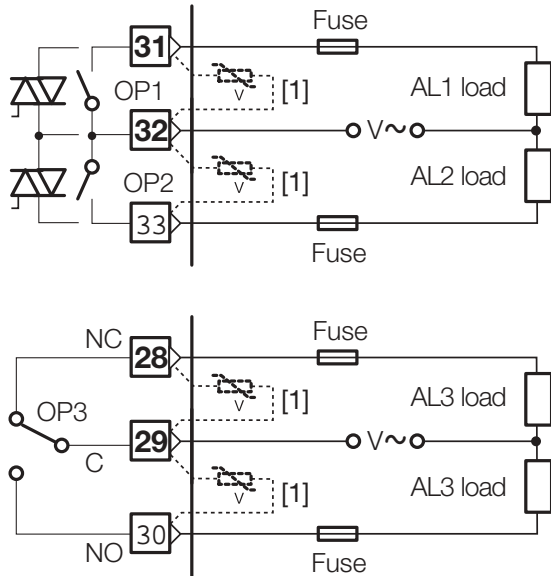 Fuse
31
OP1
V
[1]
AL1 load
32
V~
V
[1]
AL2 load
OP2
33
Fuse
Fuse
NC
28
V
[1]
AL3 load
OP3
29
V~
C
V
[1]
AL3 load
30
NO
Fuse